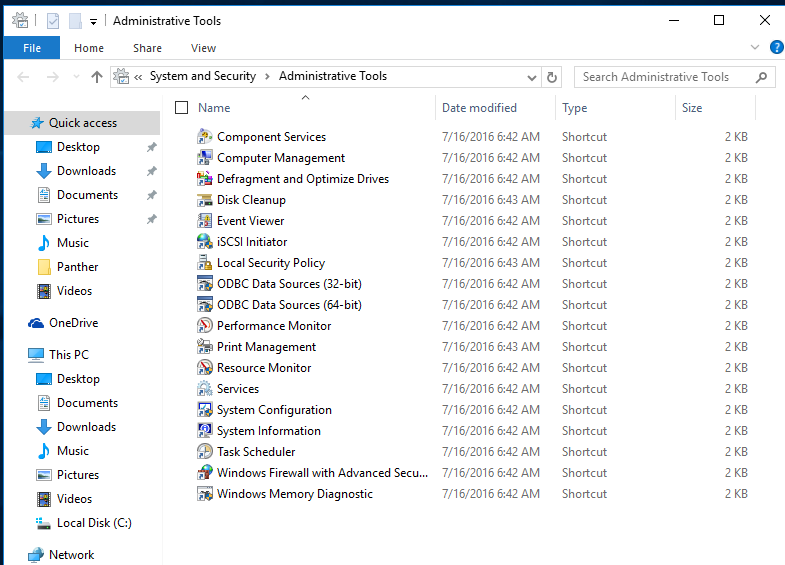 Administrative Tools
File Home Share View
« System and Security > Administrative Tools Search Administrative Tools
Name Date modified Type Size
Quick access
Desktop
Downloads
Documents
Pictures
Music
Panther
Videos
OneDrive
This PC
Desktop
Documents
Downloads
Music
Pictures
Videos
Local Disk (C:)
Network
Component Services 7/16/2016 6:42 AM Shortcut 2 KB
Computer Management 7/16/2016 6:42 AM Shortcut 2 KB
Defragment and Optimize Drives 7/16/2016 6:42 AM Shortcut 2 KB
Disk Cleanup 7/16/2016 6:43 AM Shortcut 2 KB
Event Viewer 7/16/2016 6:42 AM Shortcut 2 KB
iSCSI Initiator 7/16/2016 6:42 AM Shortcut 2 KB
Local Security Policy 7/16/2016 6:43 AM Shortcut 2 KB
ODBC Data Sources (32-bit) 7/16/2016 6:42 AM Shortcut 2 KB
ODBC Data Sources (64-bit) 7/16/2016 6:42 AM Shortcut 2 KB
Performance Monitor 7/16/2016 6:42 AM Shortcut 2 KB
Print Management 7/16/2016 6:43 AM Shortcut 2 KB
Resource Monitor 7/16/2016 6:42 AM Shortcut 2 KB
Services 7/16/2016 6:42 AM Shortcut 2 KB
System Configuration 7/16/2016 6:42 AM Shortcut 2 KB
System Information 7/16/2016 6:42 AM Shortcut 2 KB
Task Scheduler 7/16/2016 6:42 AM Shortcut 2 KB
Windows Firewall with Advanced Secu... 7/16/2016 6:42 AM Shortcut 2 KB
Windows Memory Diagnostic 7/16/2016 6:42 AM Shortcut 2 KB